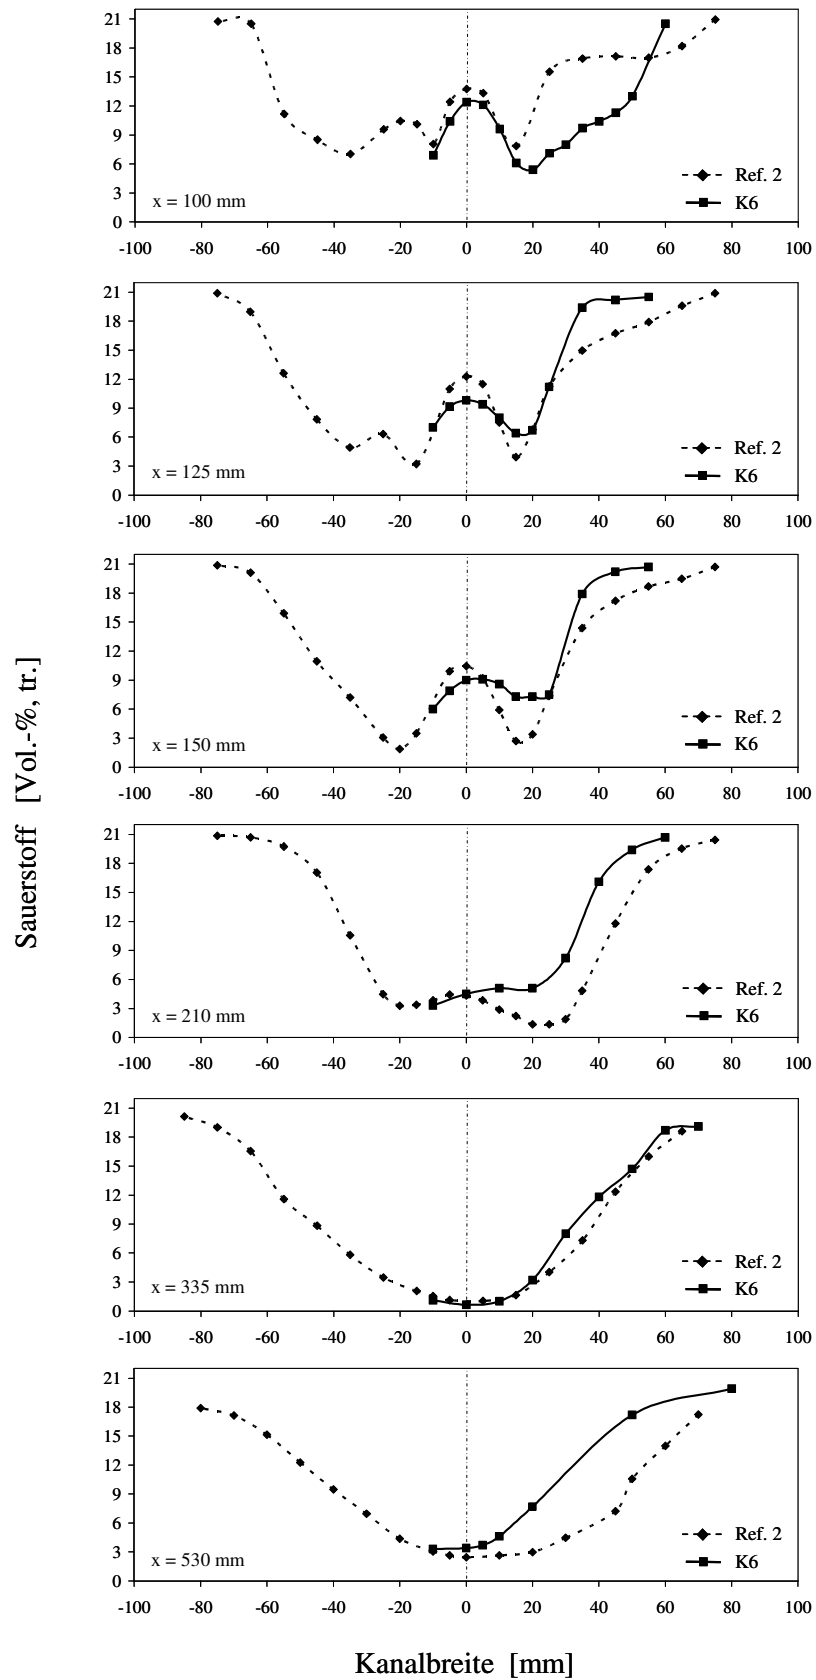 21
18
15
12
9
6
3
0
x = 100 mm
Ref. 2
K6
-100 -80 -60 -40 -20 0 20 40 60 80 100
21
18
15
12
9
6
3
0
x = 125 mm
Ref. 2
K6
-100 -80 -60 -40 -20 0 20 40 60 80 100
21
18
15
12
9
6
3
0
x = 150 mm
Ref. 2
K6
-100 -80 -60 -40 -20 0 20 40 60 80 100
Sauerstoff [Vol.-%, tr.]
21
18
15
12
9
6
3
0
x = 210 mm
Ref. 2
K6
-100 -80 -60 -40 -20 0 20 40 60 80 100
21
18
15
12
9
6
3
0
x = 335 mm
Ref. 2
K6
-100 -80 -60 -40 -20 0 20 40 60 80 100
21
18
15
12
9
6
3
0
x = 530 mm
Ref. 2
K6
-100 -80 -60 -40 -20 0 20 40 60 80 100
Kanalbreite [mm]